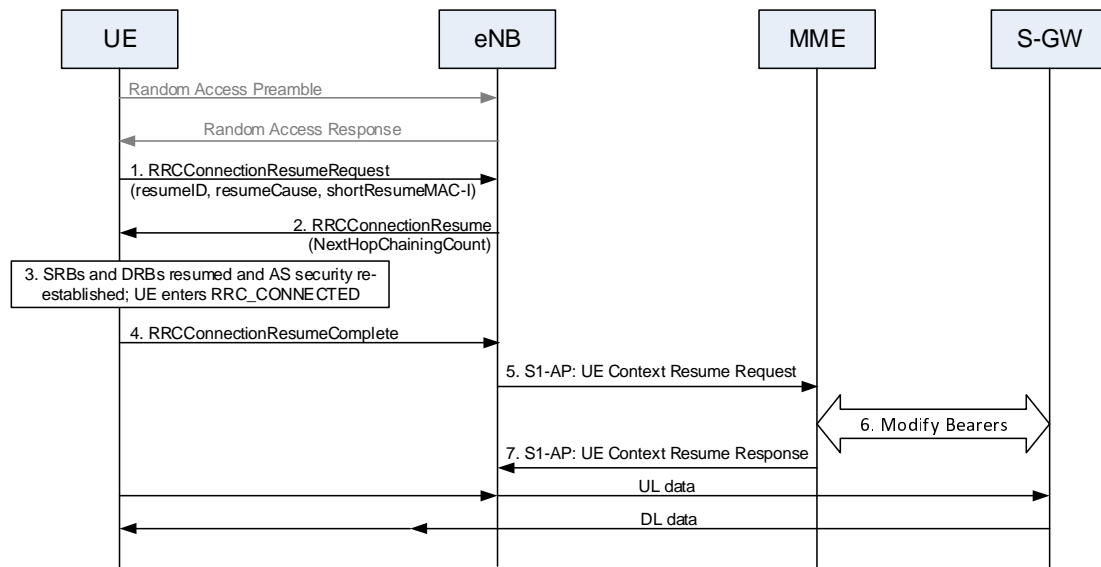 UE
eNB
MME
S-GW
Random Access Preamble
Random Access Response
1. RRCConnectionResumeRequest
(resumeID, resumeCause, shortResumeMAC-I)
2. RRCConnectionResume
(NextHopChainingCount)
3. SRBs and DRBs resumed and AS security re-
established; UE enters RRC_CONNECTED
4. RRCConnectionResumeComplete
5. S1-AP: UE Context Resume Request
6. Modify Bearers
7. S1-AP: UE Context Resume Response
UL data
DL data